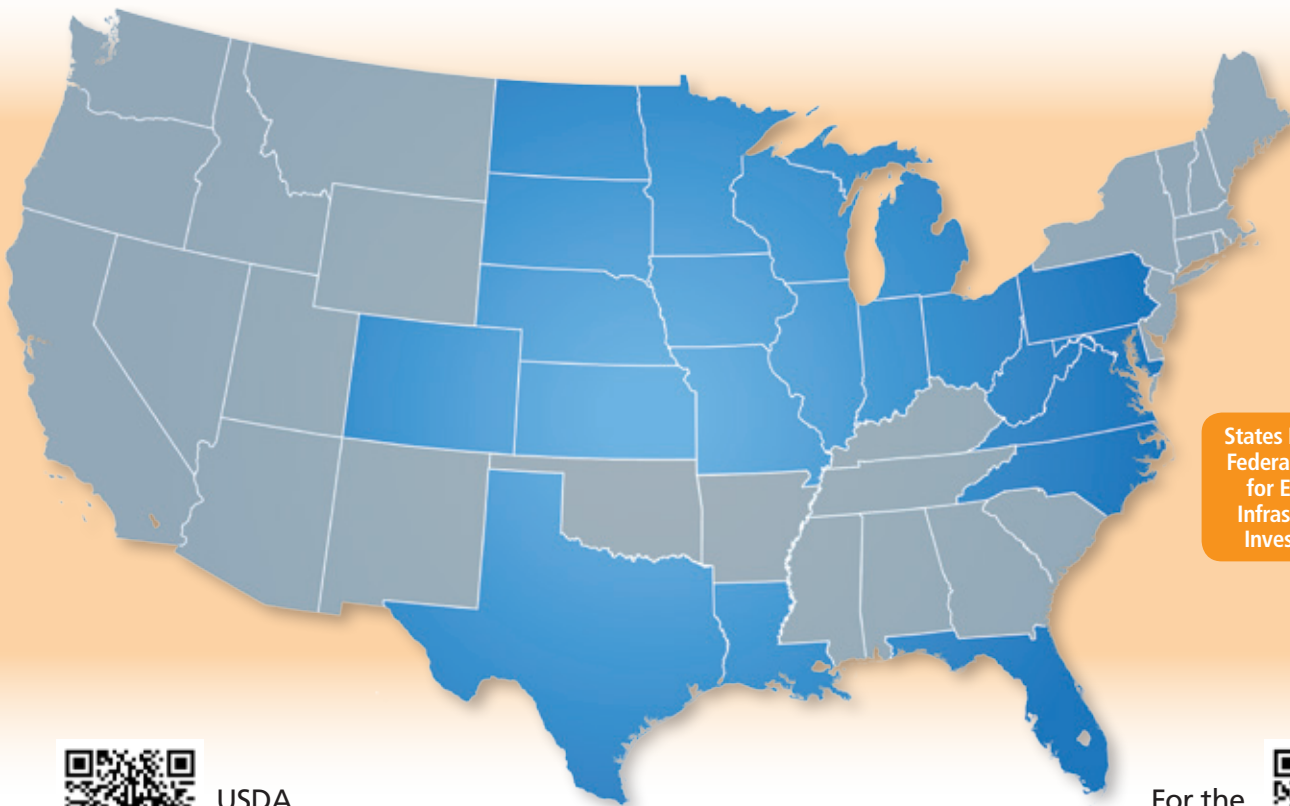 States
Federa
for E
Infras
Inves
USDA
For the